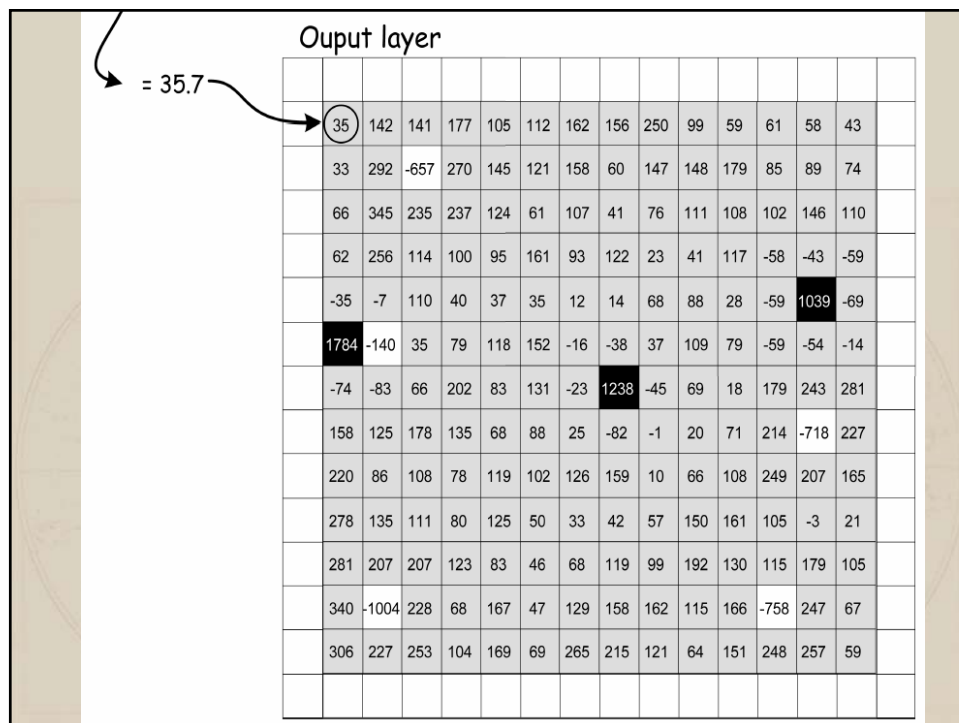 Ouput layer
= 35.7
35 142 141 177 105 112 162 156 250 99 59 61 58 43
33 292 -657 270 145 121 158 60 147 148 179 85 89 74
66 345 235 237 124 61 107 41 76 111 108 102 146 110
62 256 114 100 95 161 93 122 23 41 117 -58 -43 -59
-35 -7 110 40 37 35 12 14 68 88 28 -59 1039 -69
1784 -140 35 79 118 152 -16 -38 37 109 79 -59 -54 -14
-74 -83 66 202 83 131 -23 1238 -45 69 18 179 243 281
158 125 178 135 68 88 25 -82 -1 20 71 214 -718 227
220 86 108 78 119 102 126 159 10 66 108 249 207 165
278 135 111 80 125 50 33 42 57 150 161 105 -3 21
281 207 207 123 83 46 68 119 99 192 130 115 179 105
340 -1004 228 68 167 47 129 158 162 115 166 -758 247 67
306 227 253 104 169 69 265 215 121 64 151 248 257 59